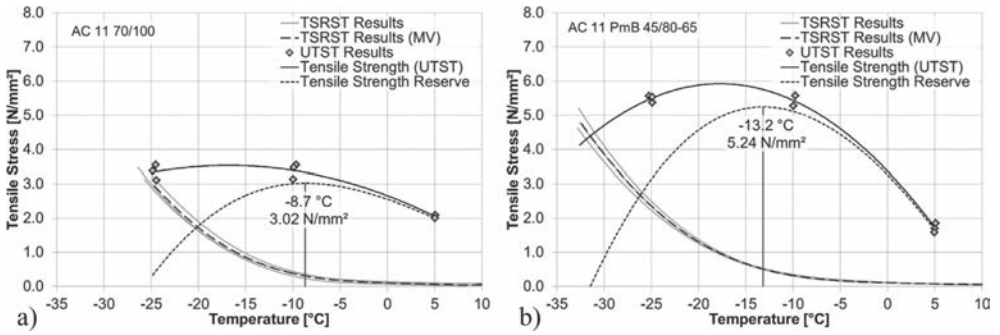 8.0
7.0
6.0
5.0
4.0
3.0
2.0
1.0
0.0
Tensile Stress [N/mm²]
AC 11 70/100
TSRST Results
TSRST Results (MV)
UTST Results
Tensile Strength (UTST)
Tensile Strength Reserve
-8.7 °C
3.02 N/mm²
-35 -30 -25 -20 -15 -10 -5 0 5 10
Temperature [°C]
a)
8.0
7.0
6.0
5.0
4.0
3.0
2.0
1.0
0.0
Tensile Stress [N/mm²]
AC 11 PmB 45/80-65
TSRST Results
TSRST Results (MV)
UTST Results
Tensile Strength (UTST)
Tensile Strength Reserve
-13.2 °C
5.24 N/mm²
-35 -30 -25 -20 -15 -10 -5 0 5 10
Temperature [°C]
b)